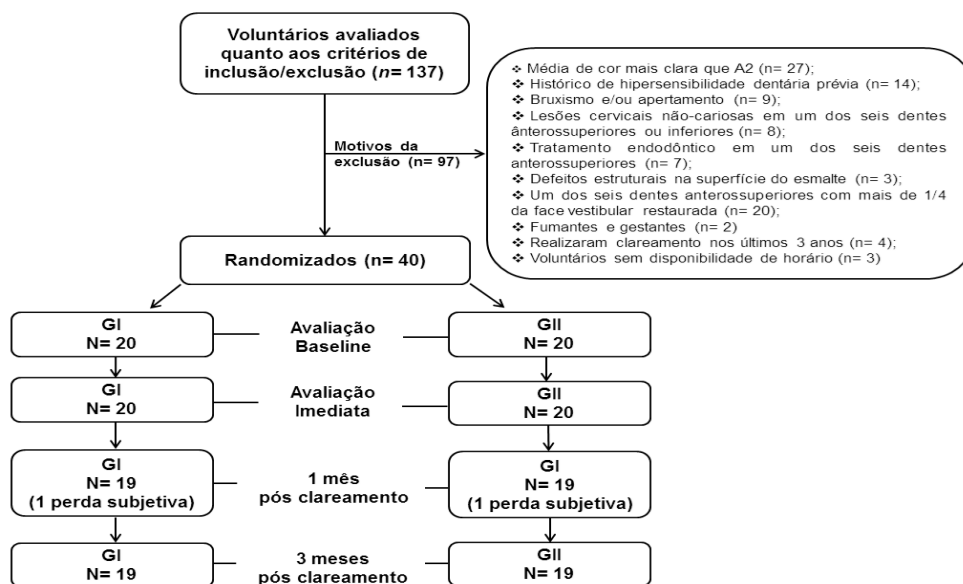 Voluntários avaliados
quanto aos critérios de
inclusão/exclusão (n= 137)
❖ Média de cor mais clara que A2 (n= 27);
❖ Histórico de hipersensibilidade dentária prévia (n= 14);
❖ Bruxismo e/ou apertamento (n= 9);
❖ Lesões cervicais não-cariosas em um dos seis dentes
ânterossuperiores ou inferiores (n= 8);
❖ Tratamento endodôntico em um dos seis dentes
anterossuperiores (n= 7);
❖ Defeitos estruturais na superfície do esmalte (n= 3);
❖ Um dos seis dentes anterossuperiores com mais de 1/4
da face vestibular restaurada (n= 20);
❖ Fumantes e gestantes (n= 2)
❖ Realizaram clareamento nos últimos 3 anos (n= 4);
❖ Voluntários sem disponibilidade de horário (n= 3)
Motivos da
exclusão (n= 97)
Randomizados (n= 40)
GI
N= 20
Avaliação
Baseline
GII
N= 20
GI
N= 20
Avaliação
Imediata
GII
N= 20
GI
N= 19
(1 perda subjetiva)
1 mês
pós clareamento
GI
N= 19
(1 perda subjetiva)
GI
N= 19
3 meses
pós clareamento
GII
N= 19